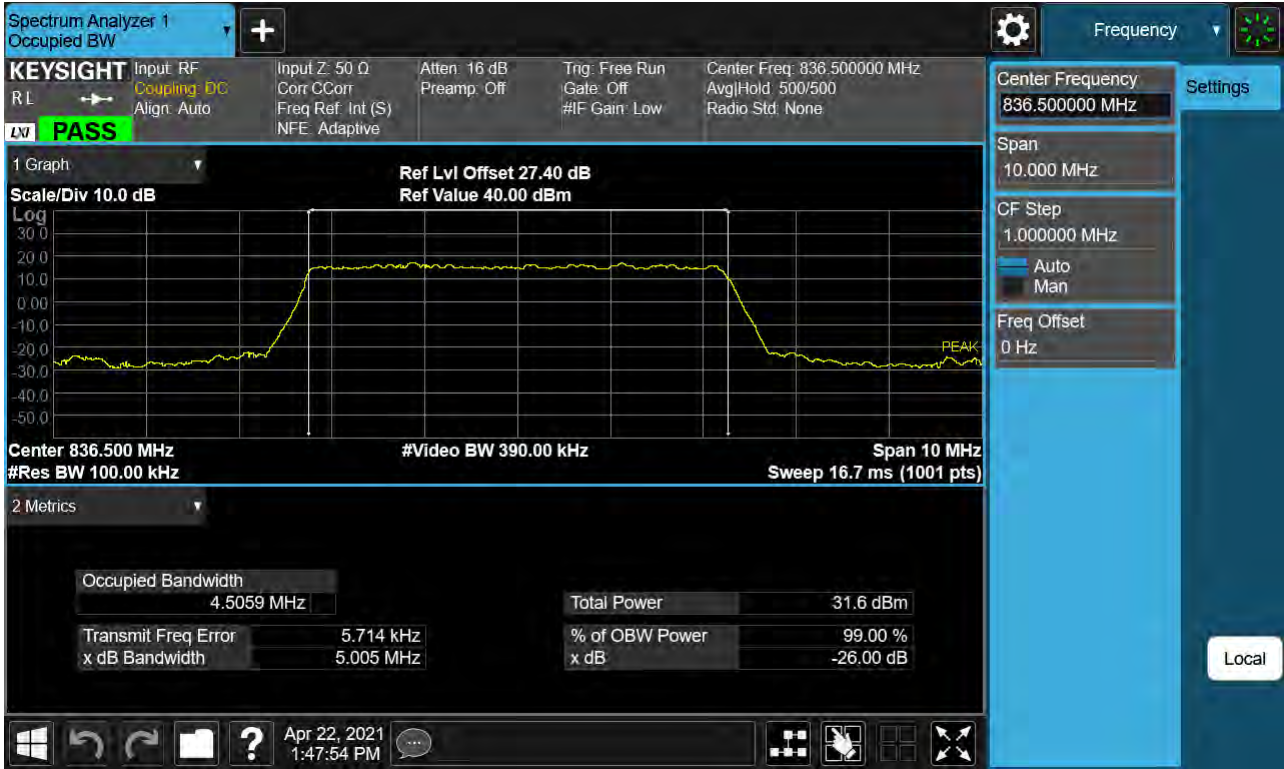 Spectrum Analyzer 1
Occupied BW
Frequency
KEYSIGHT
RL
LXI
PASS
Input: RF
Coupling: DC
Align: Auto
Input Z: 50 Ω
Corr CCorr
Freq Ref: Int (S)
NFE: Adaptive
Atten: 16 dB
Preamp: Off
Trig: Free Run
Gate: Off
#IF Gain: Low
Center Freq: 836.500000 MHz
Avg|Hold: 500/500
Radio Std: None
Center Frequency
836.500000 MHz
Settings
Span
10.000 MHz
CF Step
1.000000 MHz
Auto
Man
Freq Offset
0 Hz
Local
1 Graph
Scale/Div 10.0 dB
Ref Lvl Offset 27.40 dB
Ref Value 40.00 dBm
Log
30.0
20.0
10.0
0.00
-10.0
-20.0
-30.0
-40.0
-50.0
PEAK
Center 836.500 MHz
#Video BW 390.00 kHz
Span 10 MHz
#Res BW 100.00 kHz
Sweep 16.7 ms (1001 pts)
2 Metrics
Occupied Bandwidth
4.5059 MHz
Total Power 31.6 dBm
Transmit Freq Error 5.714 kHz
% of OBW Power 99.00 %
x dB Bandwidth 5.005 MHz
x dB -26.00 dB
?
Apr 22, 2021
1:47:54 PM